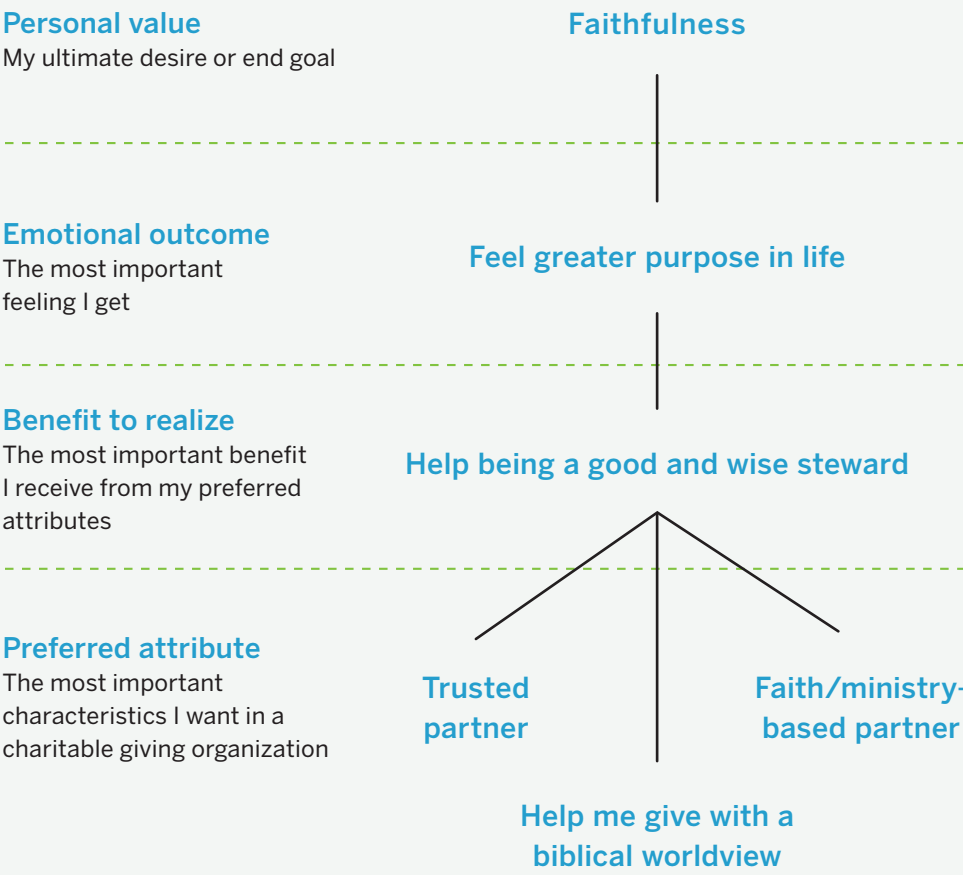 Personal value
My ultimate desire or end goal
Faithfulness
Emotional outcome
The most important
feeling I get
Feel greater purpose in life
Benefit to realize
The most important benefit
I receive from my preferred
attributes
Help being a good and wise steward
Preferred attribute
The most important
characteristics I want in a
charitable giving organization
Trusted
partner
Help me give with a
biblical worldview
Faith/ministry-
based partner